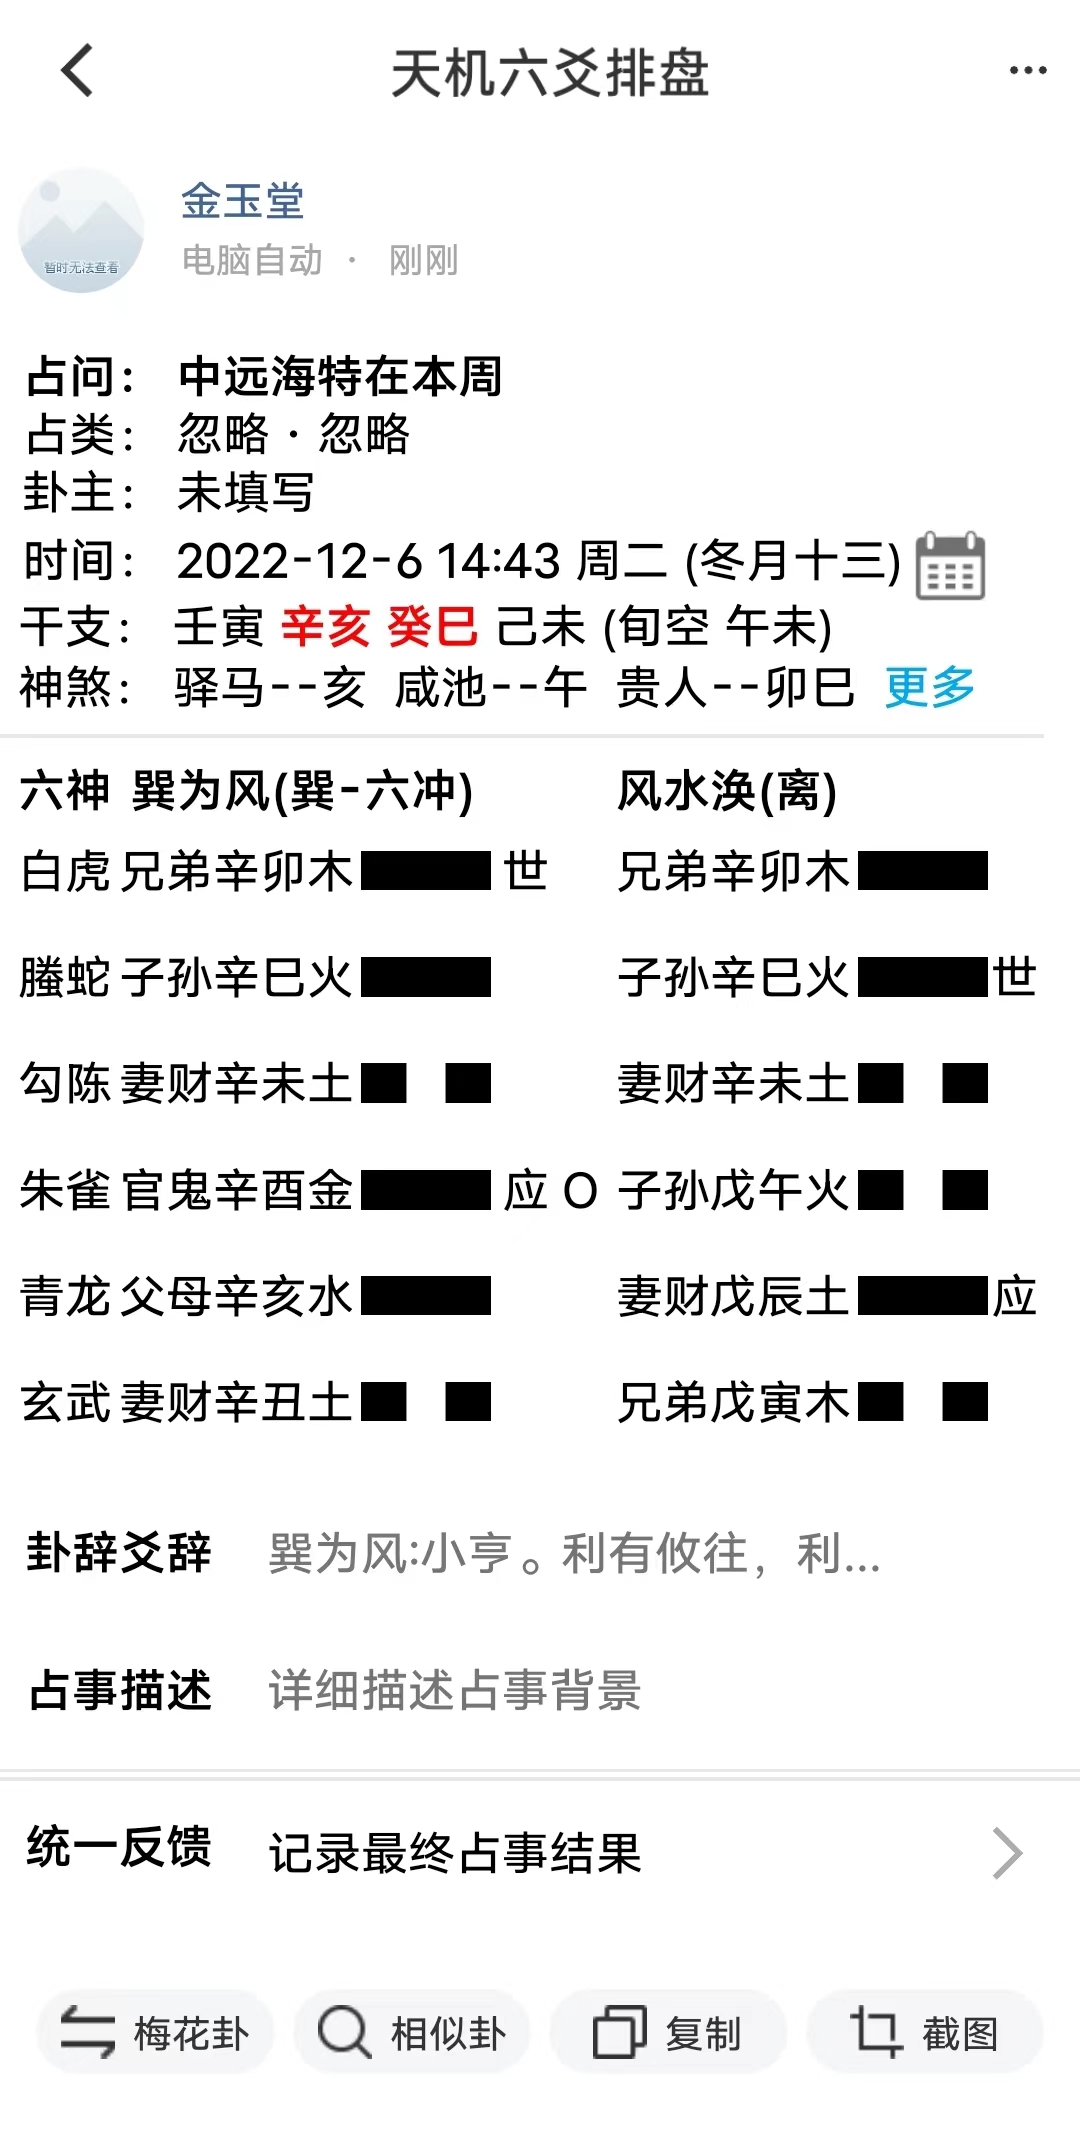 天机六爻排盘
金玉堂
暂时无法查看
电脑自动 · 刚刚
占问： 中远海特在本周
占类： 忽略 · 忽略
卦主： 未填写
时间： 2022-12-6 14:43 周二 (冬月十三)
干支： 壬寅 辛亥 癸巳 己未 (旬空 午未)
神煞： 驿马--亥 咸池--午 贵人--卯巳 更多
六神 巽为风(巽-六冲) 风水涣(离)
白虎 兄弟辛卯木 世 兄弟辛卯木
螣蛇 子孙辛巳火 子孙辛巳火 世
勾陈 妻财辛未土 妻财辛未土
朱雀 官鬼辛酉金 应 O 子孙戊午火
青龙 父母辛亥水 妻财戊辰土 应
玄武 妻财辛丑土 兄弟戊寅木
卦辞爻辞 巽为风:小亨。利有攸往，利...
占事描述 详细描述占事背景
统一反馈 记录最终占事结果
梅花卦 相似卦 复制 截图